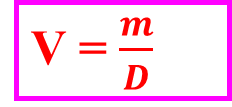 V = m/D